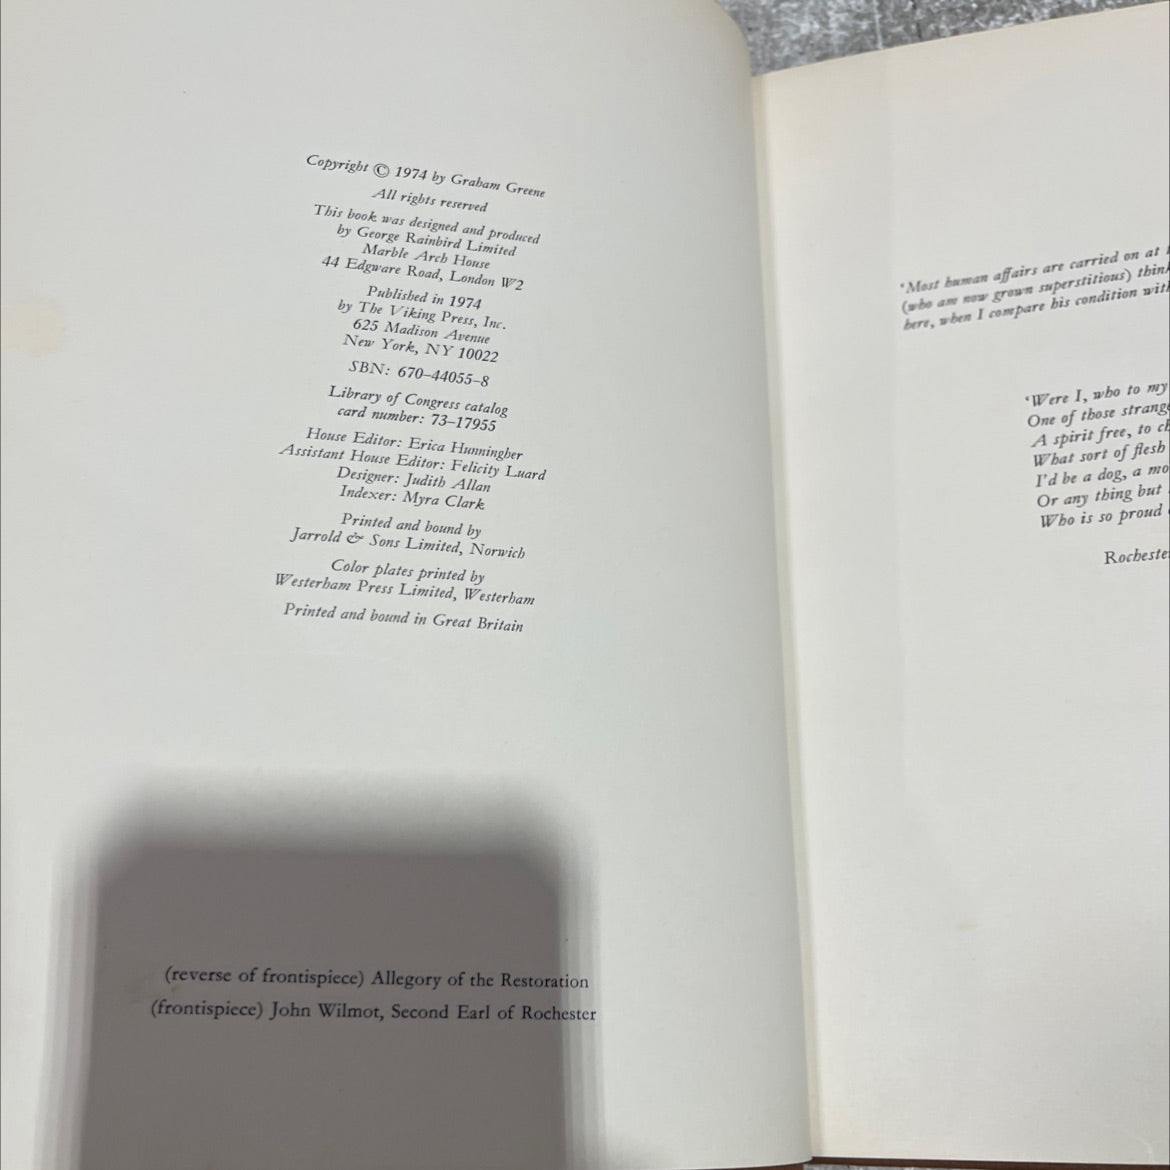 Copyright © 1974 by Graham Greene
All rights reserved
This book was designed and produced
by George Rainbird Limited
Marble Arch House
44 Edgware Road, London W2
Published in 1974
by The Viking Press, Inc.
625 Madison Avenue
New York, NY 10022
SBN: 670–44055–8
Library of Congress catalog
card number: 73–17955
House Editor: Erica Hunningher
Assistant House Editor: Felicity Luard
Designer: Judith Allan
Indexer: Myra Clark
Printed and bound by
Jarrold & Sons Limited, Norwich
Color plates printed by
Westerham Press Limited, Westerham
Printed and bound in Great Britain
(reverse of frontispiece) Allegory of the Restoration
(frontispiece) John Wilmot, Second Earl of Rochester
‘Most human affairs are carried on at
(who are now grown superstitious)
here, when I compare his condition
‘Were I, who to my
One of those
A spirit free, to
What sort of flesh
I'd be a dog, a
Or any thing but
Who is so proud